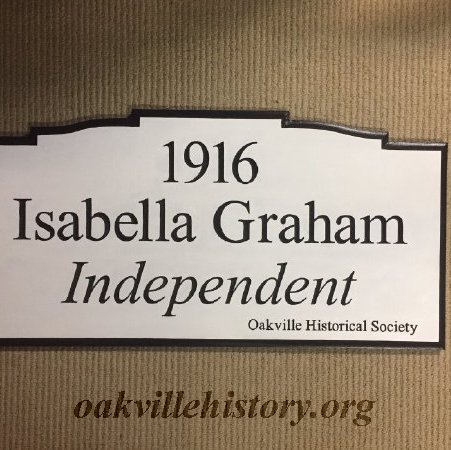 1916
Isabella Graham
Independent
Oakville Historical Society
oakvillehistory.org